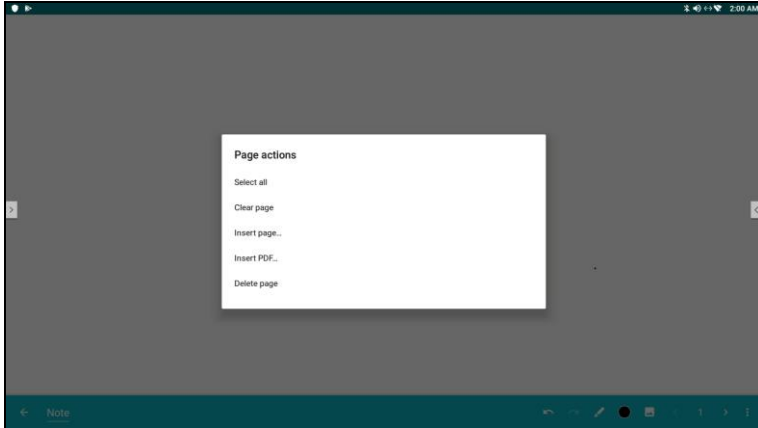 2:00 AM
Page actions
Select all
Clear page
Insert page...
Insert PDF...
Delete page
Note
1